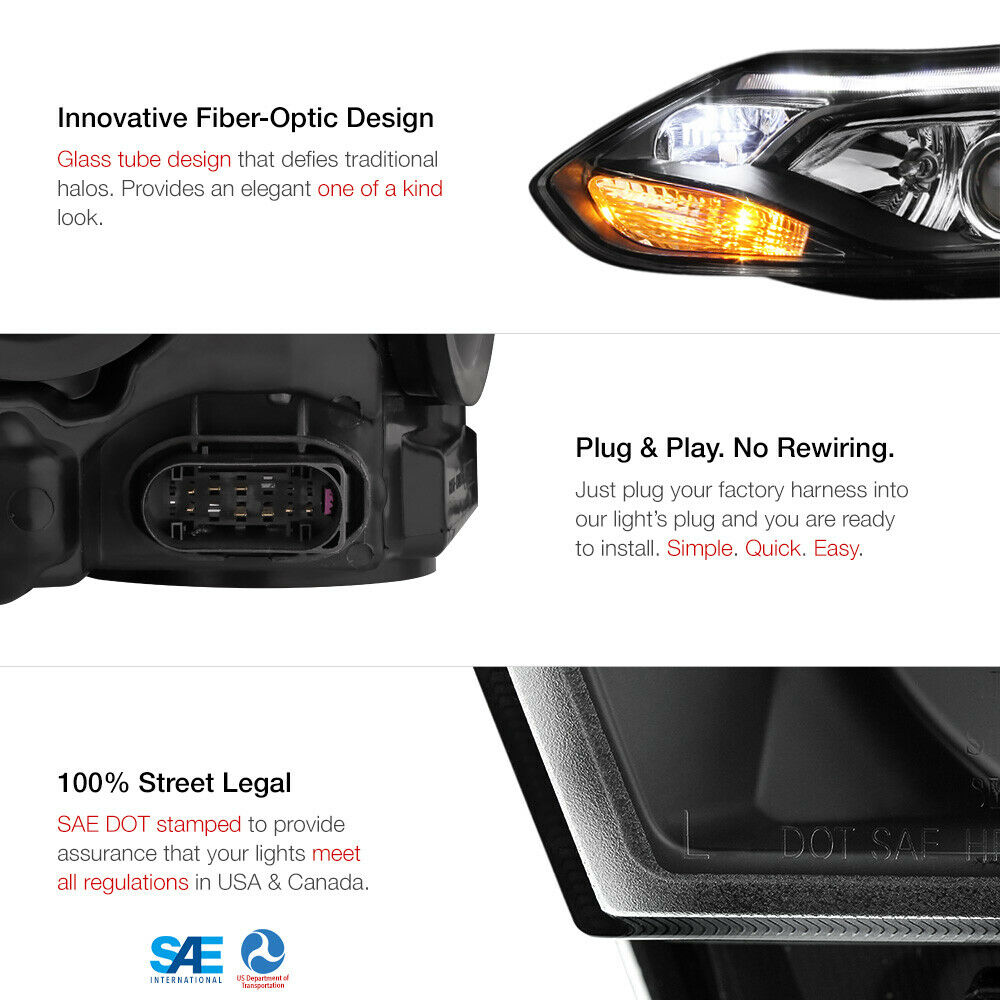 Innovative Fiber-Optic Design
Glass tube design that defies traditional
halos. Provides an elegant one of a kind
look.
Plug & Play. No Rewiring.
Just plug your factory harness into
our light's plug and you are ready
to install. Simple. Quick. Easy.
100% Street Legal
SAE DOT stamped to provide
assurance that your lights meet
all regulations in USA & Canada.
SAE
INTERNATIONAL
US Department of
Transportation
L DOT SAE